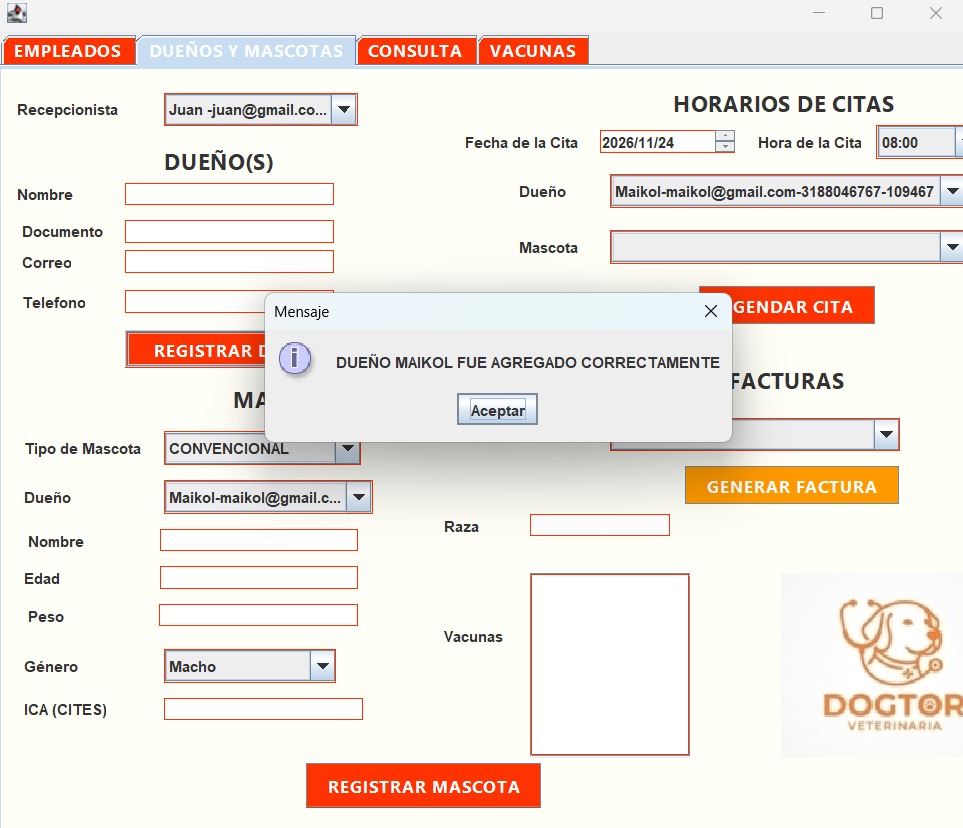 EMPLEADOS
DUEÑOS Y MASCOTAS
CONSULTA
VACUNAS
Recepcionista
Juan -juan@gmail.co...
DUEÑO(S)
Nombre
Documento
Correo
Telefono
REGISTRAR D
HORARIOS DE CITAS
Fecha de la Cita
2026/11/24
Hora de la Cita
08:00
Dueño
Maikol-maikol@gmail.com-3188046767-109467
Mascota
GENDAR CITA
Mensaje
DUEÑO MAIKOL FUE AGREGADO CORRECTAMENTE
Aceptar
FACTURAS
GENERAR FACTURA
MA
Tipo de Mascota
CONVENCIONAL
Dueño
Maikol-maikol@gmail.c...
Nombre
Edad
Peso
Género
Macho
ICA (CITES)
Raza
Vacunas
REGISTRAR MASCOTA
DOGTOR
VETERINARIA